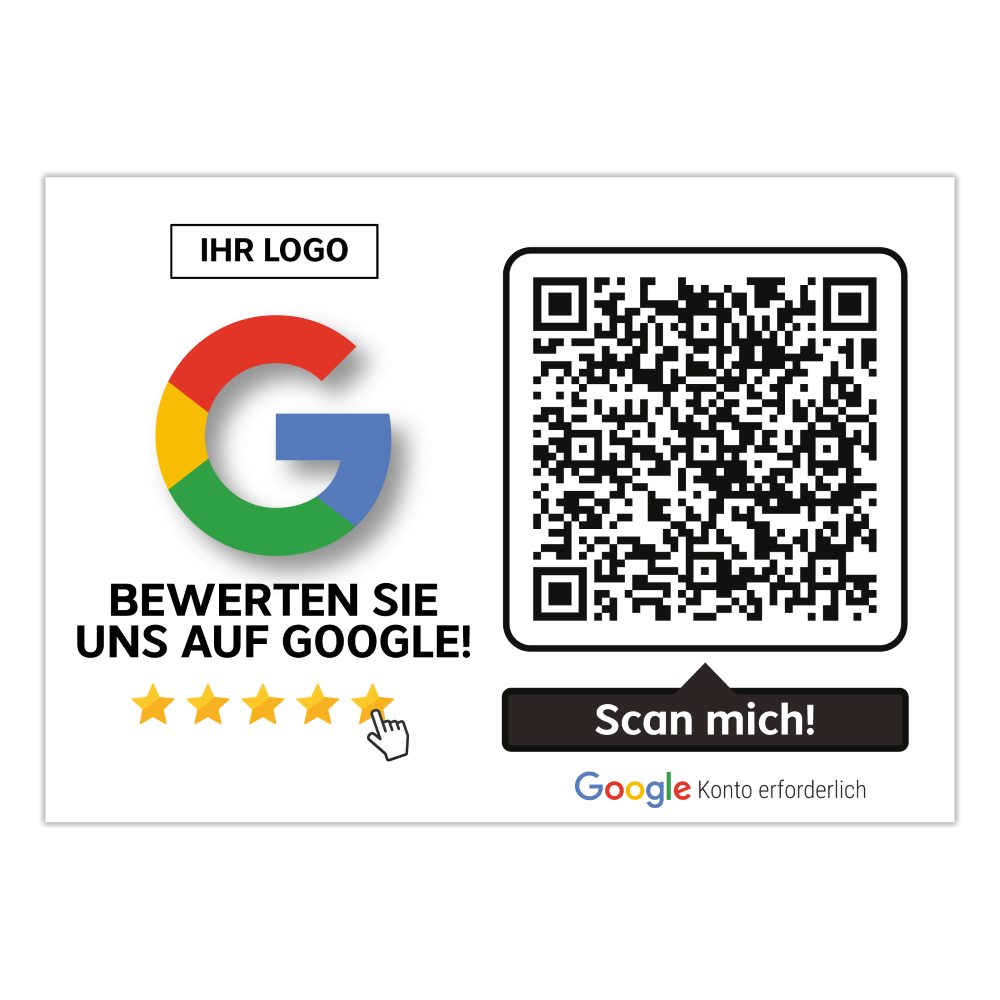 IHR LOGO
BEWERTEN SIE
UNS AUF GOOGLE!
Scan mich!
Google Konto erforderlich